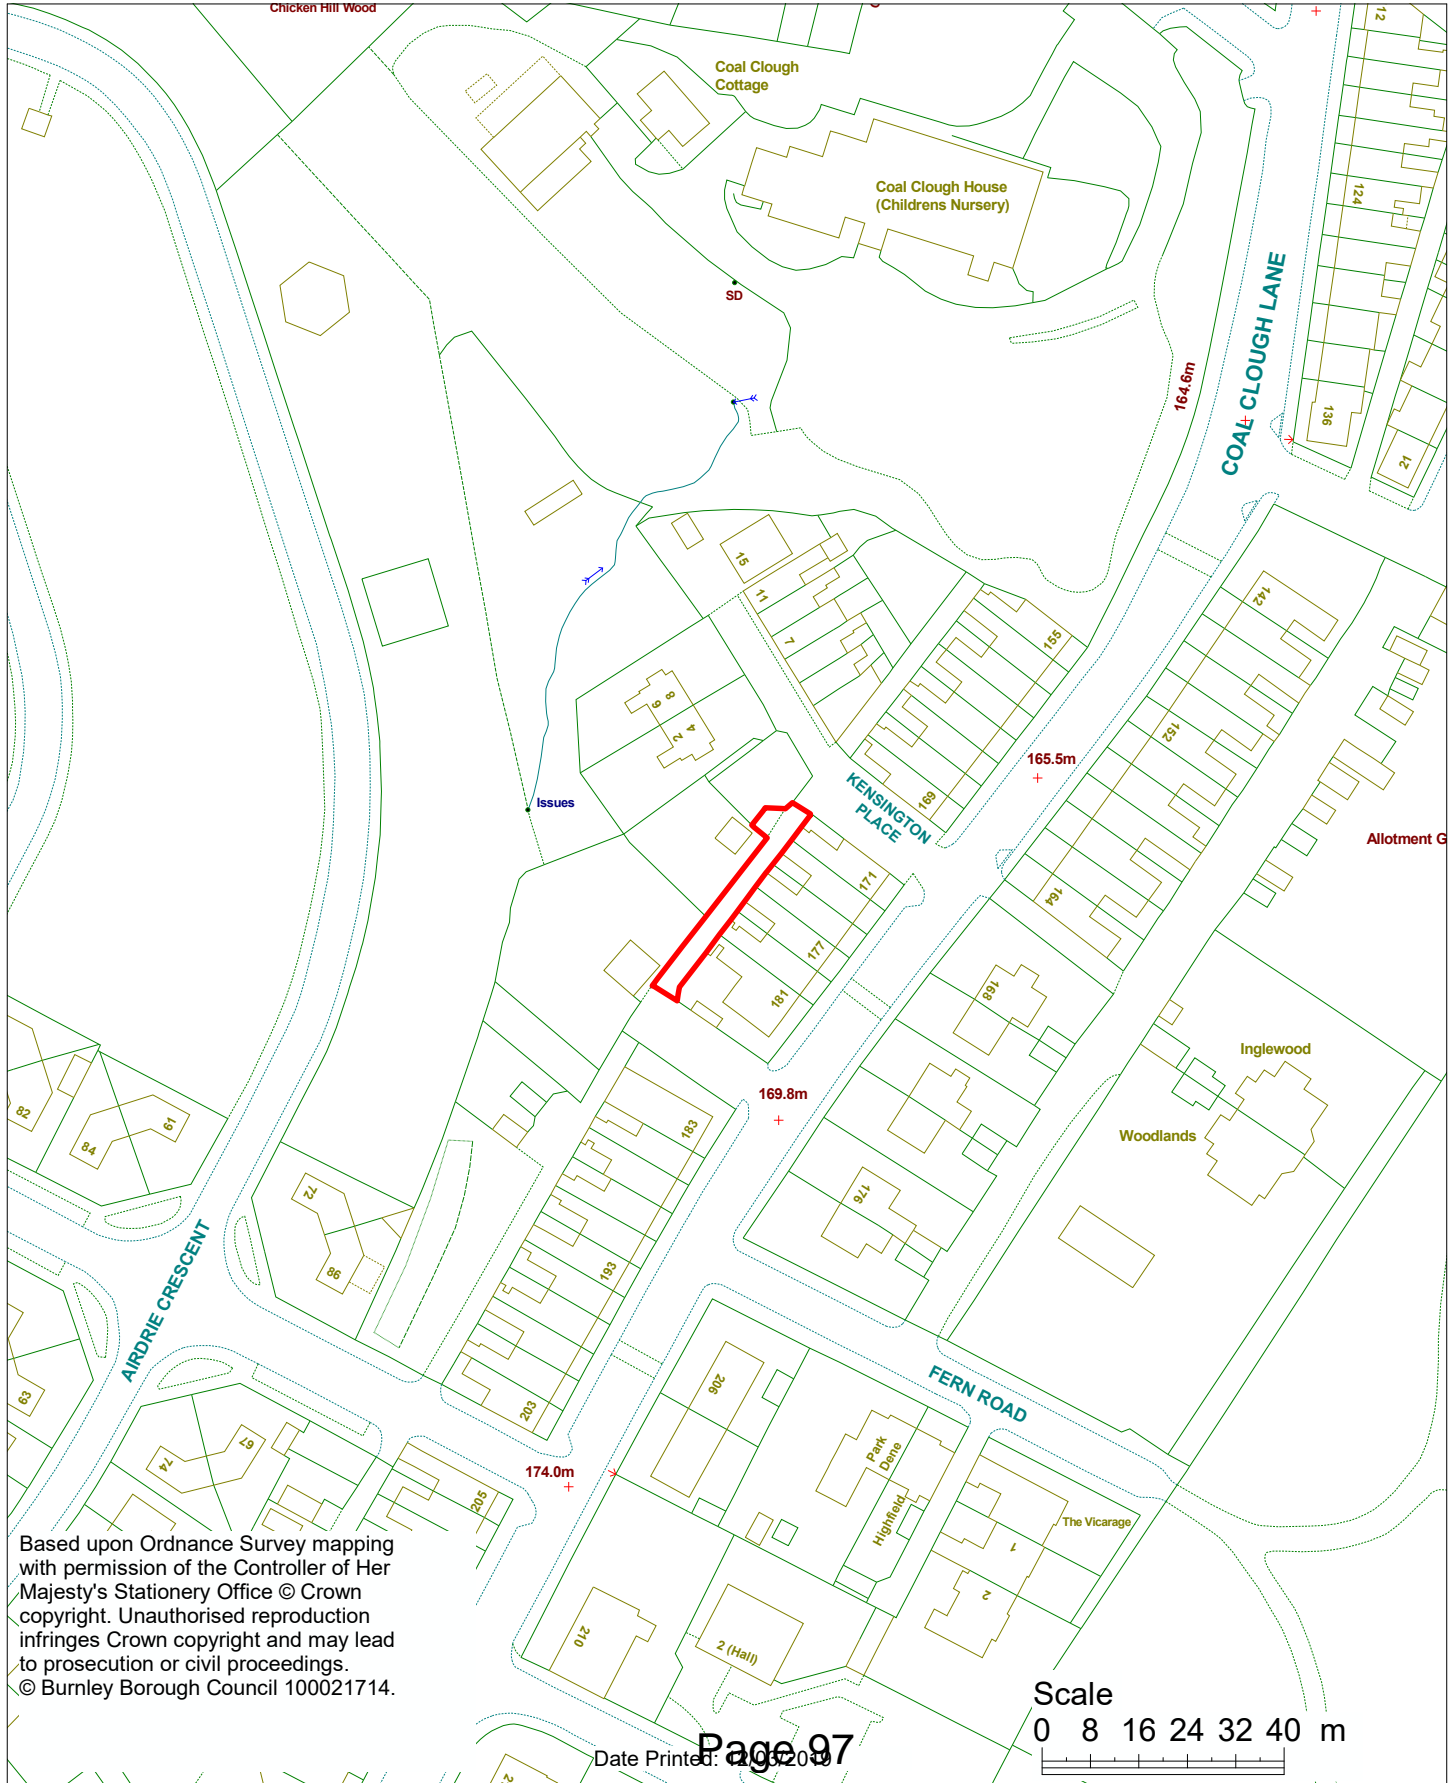 Chicken Hill Wood
12
Coal Clough
Cottage
Coal Clough House
(Childrens Nursery)
124
SD
COAL CLOUGH LANE
164.6m
136
21
15
11
7
155
142
8
6
4
2
152
165.5m
KENSINGTON
PLACE
169
Issues
Allotment G
171
164
177
181
168
Inglewood
Woodlands
169.8m
183
82
84
61
72
86
176
193
AIRDRIE CRESCENT
206
FERN ROAD
63
67
74
203
174.0m
205
Park
Dene
Highfield
The Vicarage
1
2
210
2 (Hall)
Based upon Ordnance Survey mapping
with permission of the Controller of Her
Majesty's Stationery Office © Crown
copyright. Unauthorised reproduction
infringes Crown copyright and may lead
to prosecution or civil proceedings.
© Burnley Borough Council 100021714.
Scale
0 8 16 24 32 40 m
Page 97
Date Printed: 12/03/2019